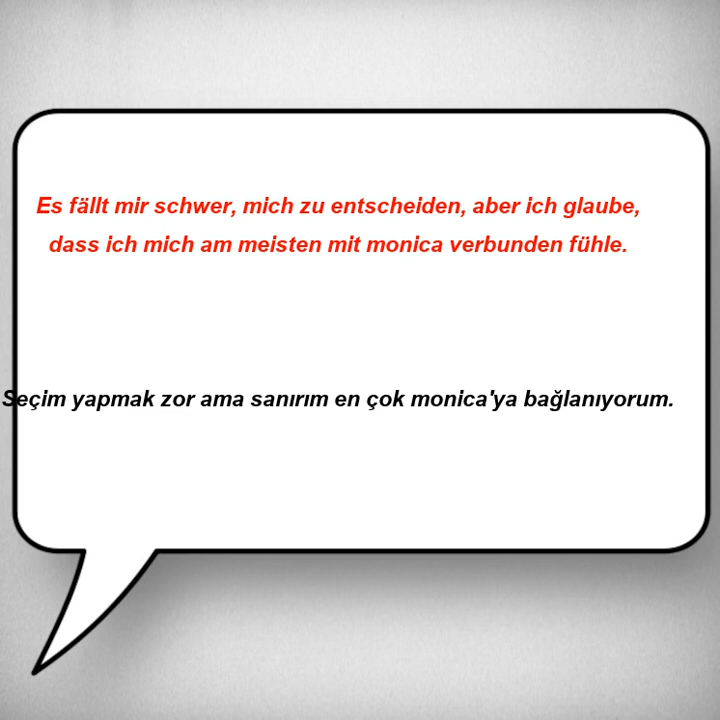 Es fällt mir schwer, mich zu entscheiden, aber ich glaube,
dass ich mich am meisten mit monica verbunden fühle.
Seçim yapmak zor ama sanırım en çok monica'ya bağlanıyorum.